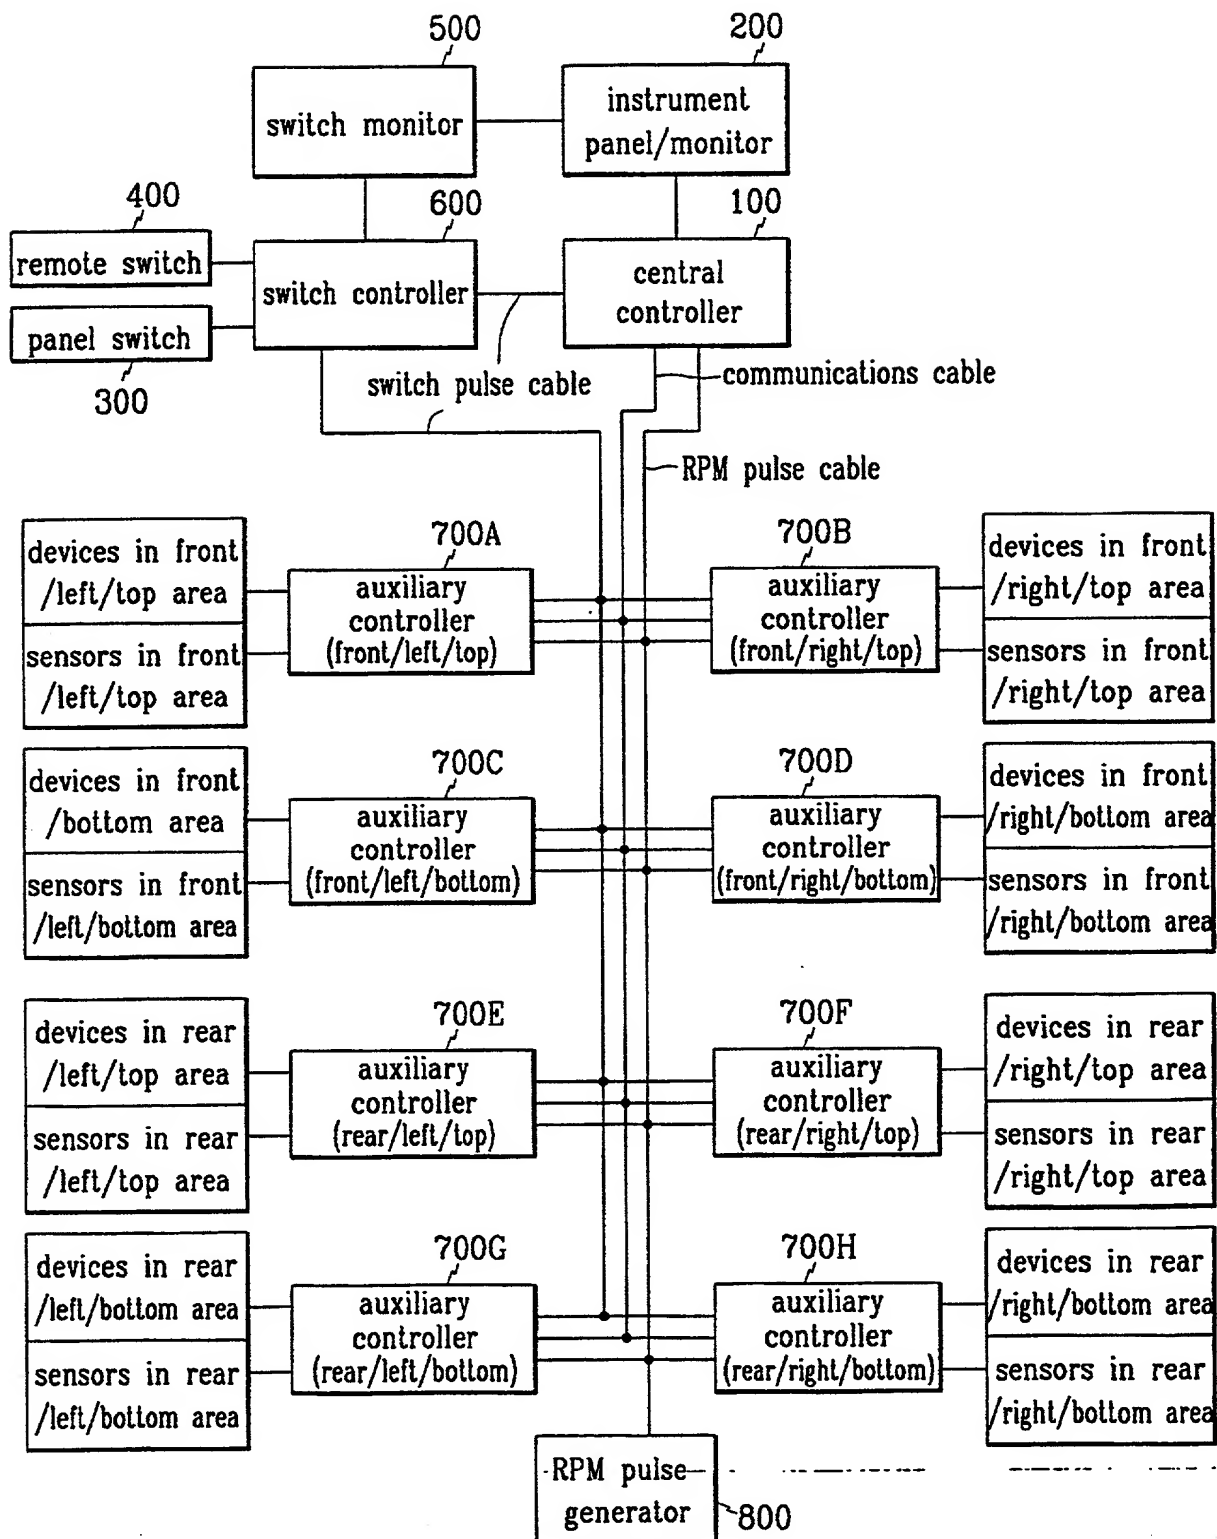 500
200
switch monitor
instrument
panel/monitor
400
600
100
remote switch
switch controller
central
controller
panel switch
300
switch pulse cable
communications cable
RPM pulse cable
700A
700B
devices in front
/left/top area
sensors in front
/left/top area
auxiliary
controller
(front/left/top)
auxiliary
controller
(front/right/top)
devices in front
/right/top area
sensors in front
/right/top area
700C
700D
devices in front
/bottom area
sensors in front
/left/bottom area
auxiliary
controller
(front/left/bottom)
auxiliary
controller
(front/right/bottom)
devices in front
/right/bottom area
sensors in front
/right/bottom area
700E
700F
devices in rear
/left/top area
sensors in rear
/left/top area
auxiliary
controller
(rear/left/top)
auxiliary
controller
(rear/right/top)
devices in rear
/right/top area
sensors in rear
/right/top area
700G
700H
devices in rear
/left/bottom area
sensors in rear
/left/bottom area
auxiliary
controller
(rear/left/bottom)
auxiliary
controller
(rear/right/bottom)
devices in rear
/right/bottom area
sensors in rear
/right/bottom area
RPM pulse
generator
800